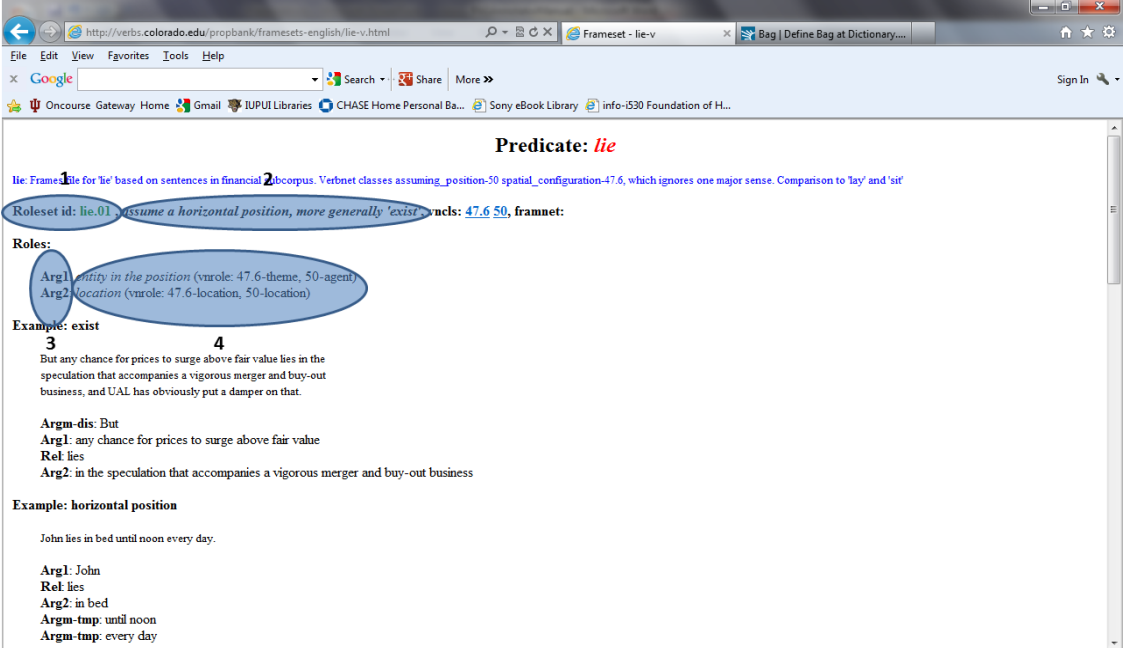 http://verbs.colorado.edu/propbank/framesets-english/lie-v.html
Frameset - lie-v
Bag | Define Bag at Dictionary....
File Edit View Favorites Tools Help
x Google Search Share More » Sign In
Oncourse Gateway Home Gmail IUPUI Libraries CHASE Home Personal Ba... Sony eBook Library info-i530 Foundation of H...
Predicate: lie
1 2
lie: Frames file for 'lie' based on sentences in financial subcorpus. Verbnet classes assuming_position-50 spatial_configuration-47.6, which ignores one major sense. Comparison to 'lay' and 'sit'
Roleset id: lie.01 , assume a horizontal position, more generally 'exist', vncls: 47.6 50, framnet:
Roles:
Arg1: entity in the position (vnrole: 47.6-theme, 50-agent)
Arg2: location (vnrole: 47.6-location, 50-location)
Example: exist
3 4
But any chance for prices to surge above fair value lies in the
speculation that accompanies a vigorous merger and buy-out
business, and UAL has obviously put a damper on that.
Argm-dis: But
Arg1: any chance for prices to surge above fair value
Rel: lies
Arg2: in the speculation that accompanies a vigorous merger and buy-out business
Example: horizontal position
John lies in bed until noon every day.
Arg1: John
Rel: lies
Arg2: in bed
Argm-tmp: until noon
Argm-tmp: every day